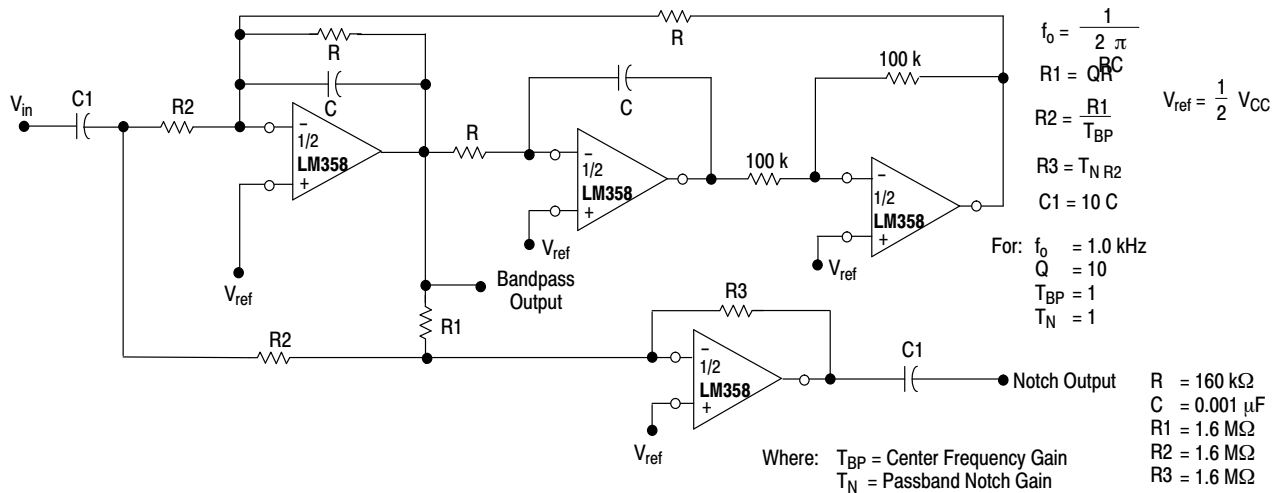 R
R
C
V_in
C1
R2
−
1/2
LM358
+
V_ref
R
C
−
1/2
LM358
+
V_ref
100 k
100 k
−
1/2
LM358
+
V_ref
Bandpass
Output
R1
R2
R3
−
1/2
LM358
+
V_ref
C1
Notch Output
f_o = 1 / 2 π RC
R1 = QR
R2 = R1 / T_BP
R3 = T_N R2
C1 = 10 C
V_ref = 1/2 V_CC
For: f_o = 1.0 kHz
Q = 10
T_BP = 1
T_N = 1
R = 160 kΩ
C = 0.001 μF
R1 = 1.6 MΩ
R2 = 1.6 MΩ
R3 = 1.6 MΩ
Where: T_BP = Center Frequency Gain
T_N = Passband Notch Gain